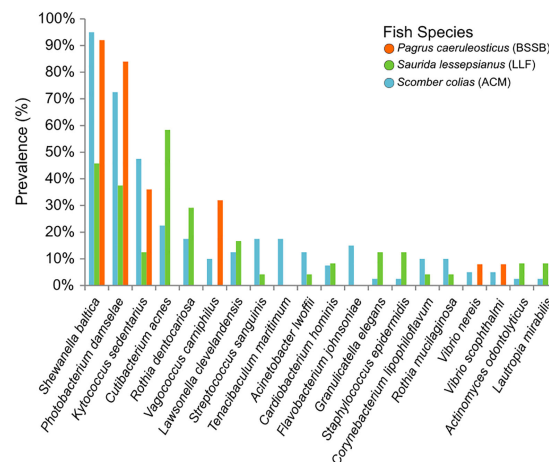 100%
90%
80%
70%
60%
50%
40%
30%
20%
10%
0%
Prevalence (%)
Fish Species
Pagrus caeruleosticus (BSSB)
Saurida lessepsianus (LLF)
Scomber colias (ACM)
Shewanella baltica
Photobacterium damselae
Kytococcus sedentarius
Cutibacterium acnes
Rothia dentocariosa
Vagococcus carniphilus
Lawsonella clevelandensis
Streptococcus sanguinis
Tenacibaculum maritimum
Acinetobacter lwoffii
Cardiobacterium hominis
Flavobacterium johnsoniae
Granulicatella elegans
Staphylococcus epidermidis
Corynebacterium lipophiloflavum
Rothia mucilaginosa
Vibrio nereis
Vibrio scophthalmi
Actinomyces odontolyticus
Lautropia mirabilis